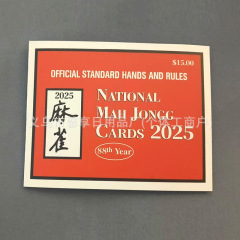 $15.00
OFFICIAL STANDARD HANDS AND RULES
2025
麻
雀
NATIONAL
MAH JONGG
CARDS 2025
88th Year